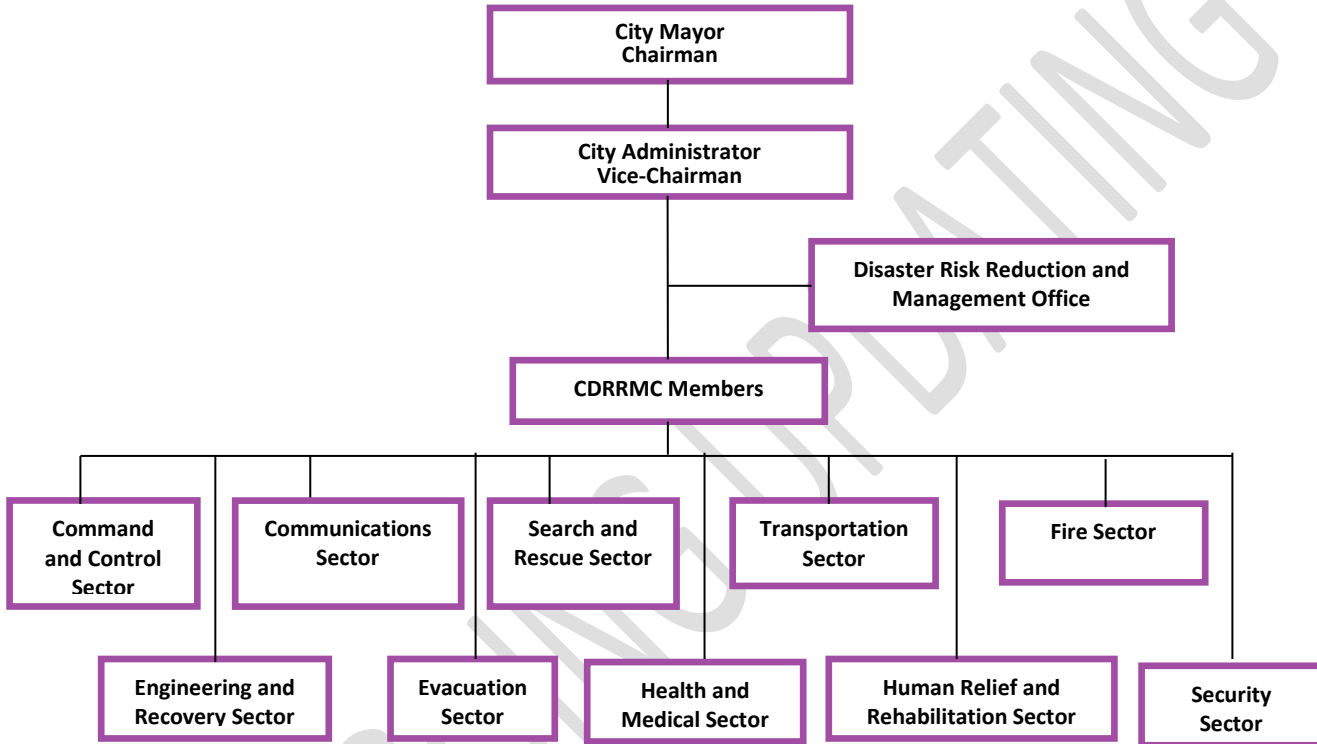 City Mayor
Chairman
City Administrator
Vice-Chairman
Disaster Risk Reduction and
Management Office
CDRRMC Members
Command
and Control
Sector
Communications
Sector
Search and
Rescue Sector
Transportation
Sector
Fire Sector
Engineering and
Recovery Sector
Evacuation
Sector
Health and
Medical Sector
Human Relief and
Rehabilitation Sector
Security
Sector
UPDATING